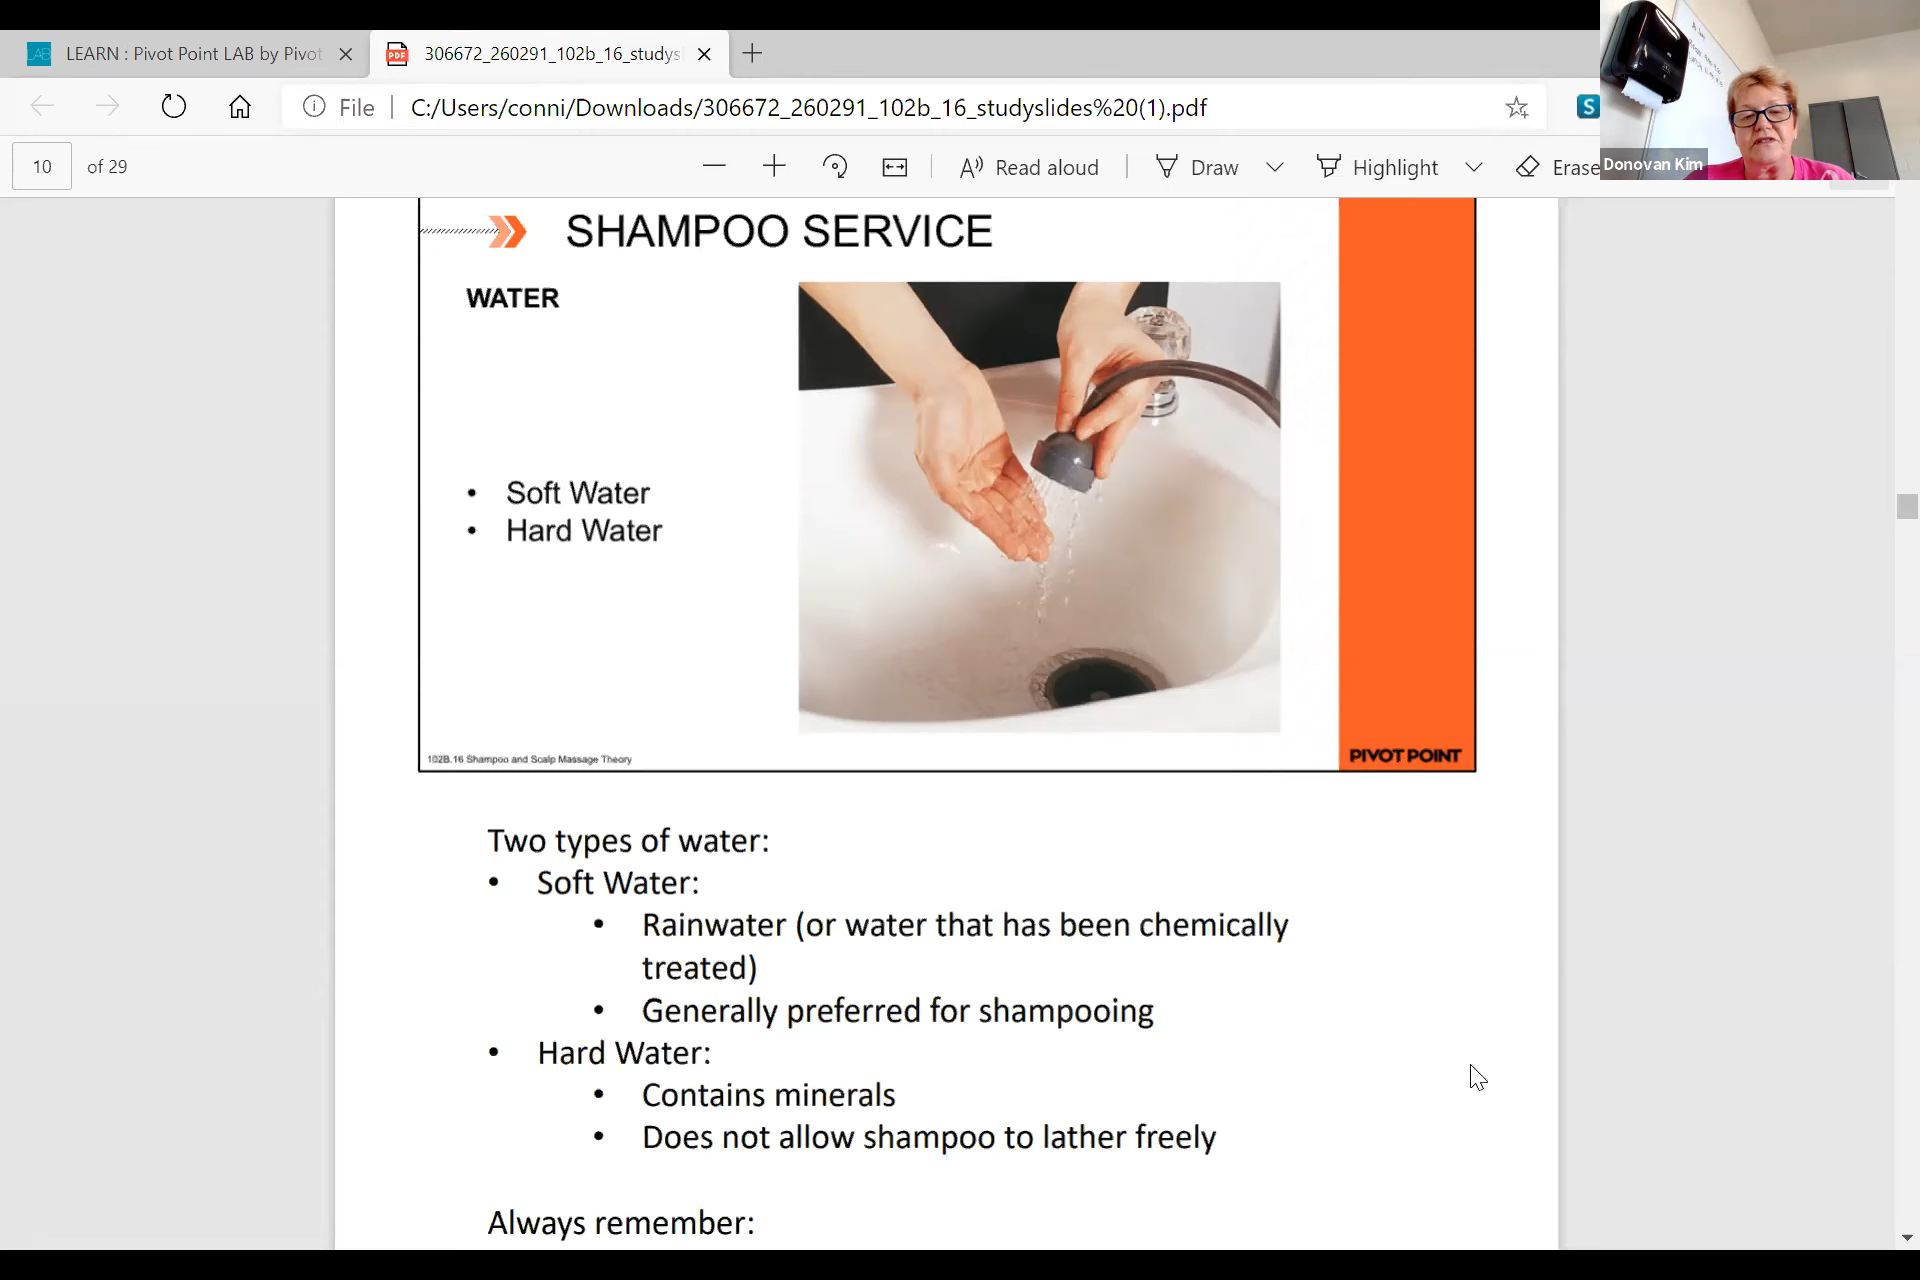 LAB LEARN : Pivot Point LAB by Pivot
PDF 306672_260291_102b_16_studys
File C:/Users/conni/Downloads/306672_260291_102b_16_studyslides%20(1).pdf
S
10 of 29
Read aloud Draw Highlight Erase
Donovan Kim
SHAMPOO SERVICE
WATER
• Soft Water
• Hard Water
102B.16 Shampoo and Scalp Massage Theory
PIVOT POINT
Two types of water:
• Soft Water:
• Rainwater (or water that has been chemically
treated)
• Generally preferred for shampooing
• Hard Water:
• Contains minerals
• Does not allow shampoo to lather freely
Always remember: